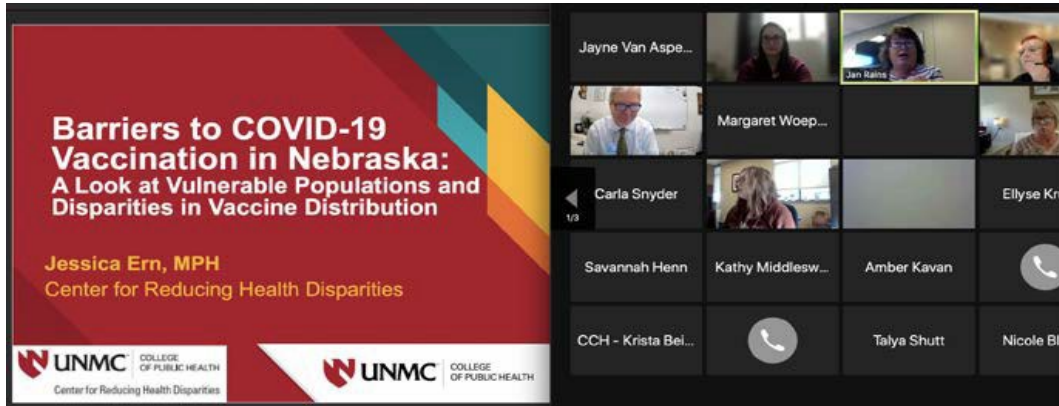 Barriers to COVID-19
Vaccination in Nebraska:
A Look at Vulnerable Populations and
Disparities in Vaccine Distribution
Jessica Ern, MPH
Center for Reducing Health Disparities
UNMC
COLLEGE
OF PUBLIC HEALTH
Center for Reducing Health Disparities
UNMC
COLLEGE
OF PUBLIC HEALTH
Jayne Van Aspe...
Jan Rains
Margaret Woep...
1/3
Carla Snyder
Ellyse Kr
Savannah Henn
Kathy Middlesw...
Amber Kavan
CCH - Krista Bei...
Talya Shutt
Nicole Bl